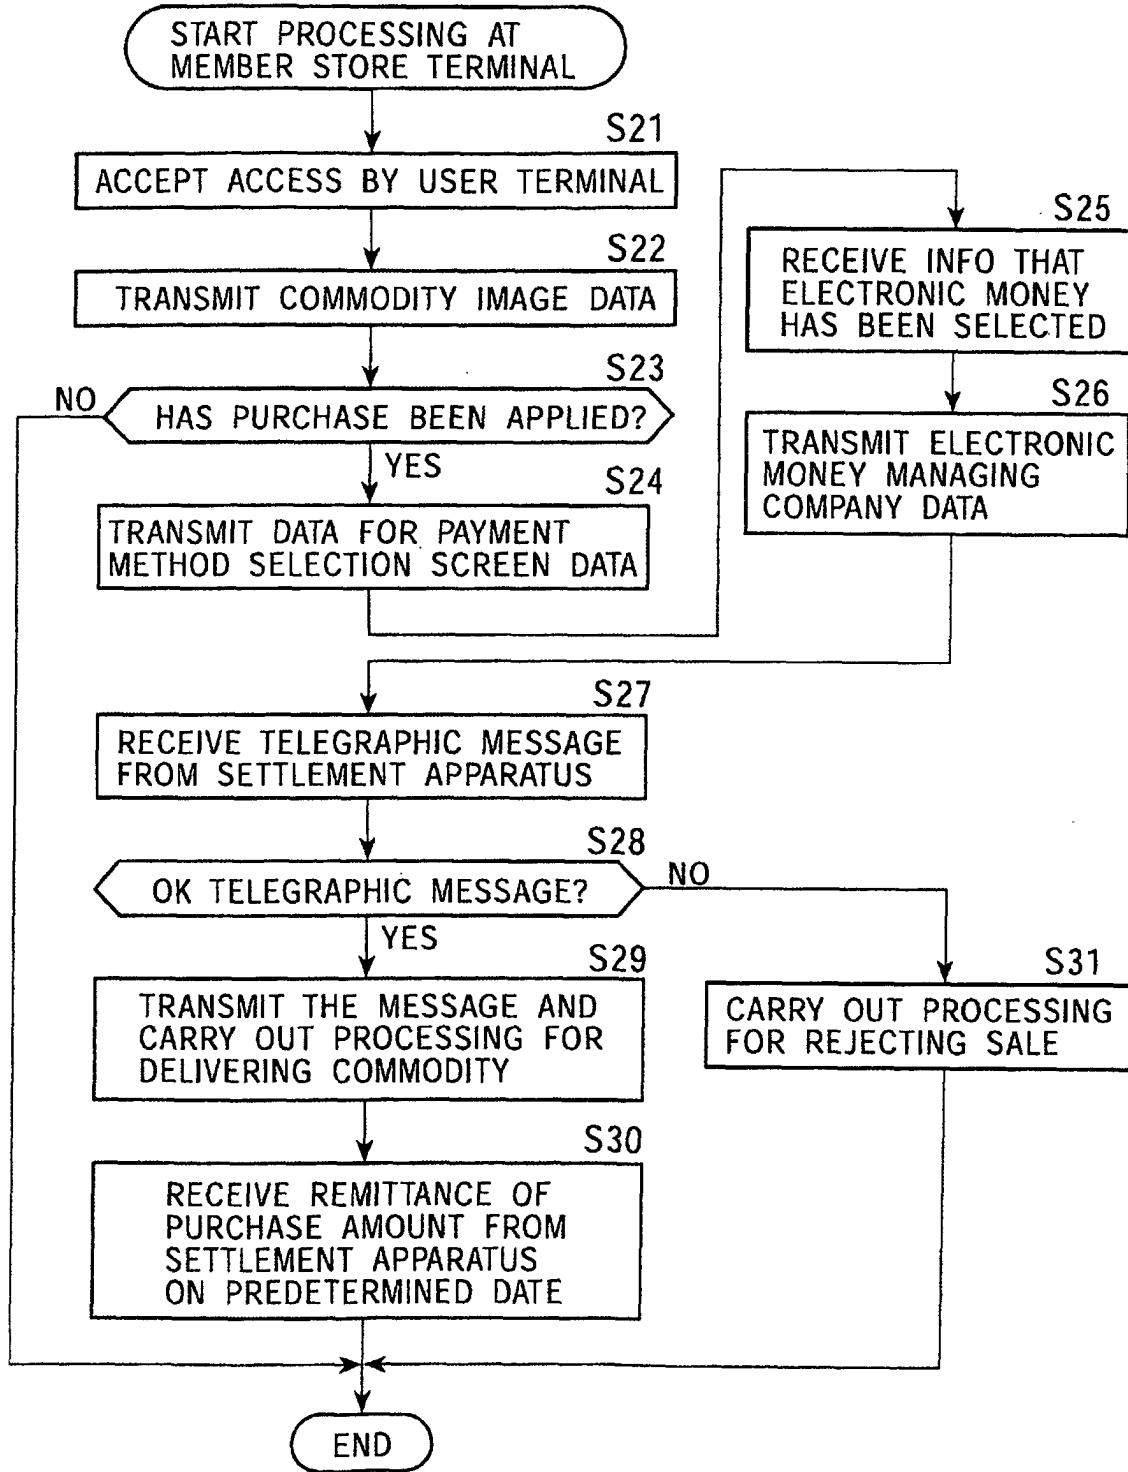 START PROCESSING AT
MEMBER STORE TERMINAL
S21
ACCEPT ACCESS BY USER TERMINAL
S22
TRANSMIT COMMODITY IMAGE DATA
S23
NO
HAS PURCHASE BEEN APPLIED?
YES
S24
TRANSMIT DATA FOR PAYMENT
METHOD SELECTION SCREEN DATA
S25
RECEIVE INFO THAT
ELECTRONIC MONEY
HAS BEEN SELECTED
S26
TRANSMIT ELECTRONIC
MONEY MANAGING
COMPANY DATA
S27
RECEIVE TELEGRAPHIC MESSAGE
FROM SETTLEMENT APPARATUS
S28
OK TELEGRAPHIC MESSAGE?
NO
YES
S29
TRANSMIT THE MESSAGE AND
CARRY OUT PROCESSING FOR
DELIVERING COMMODITY
S31
CARRY OUT PROCESSING
FOR REJECTING SALE
S30
RECEIVE REMITTANCE OF
PURCHASE AMOUNT FROM
SETTLEMENT APPARATUS
ON PREDETERMINED DATE
END